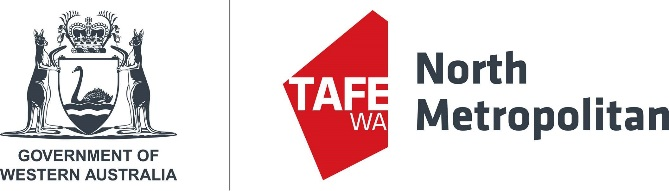 GOVERNMENT OF
WESTERN AUSTRALIA
TAFE
WA
North
Metropolitan